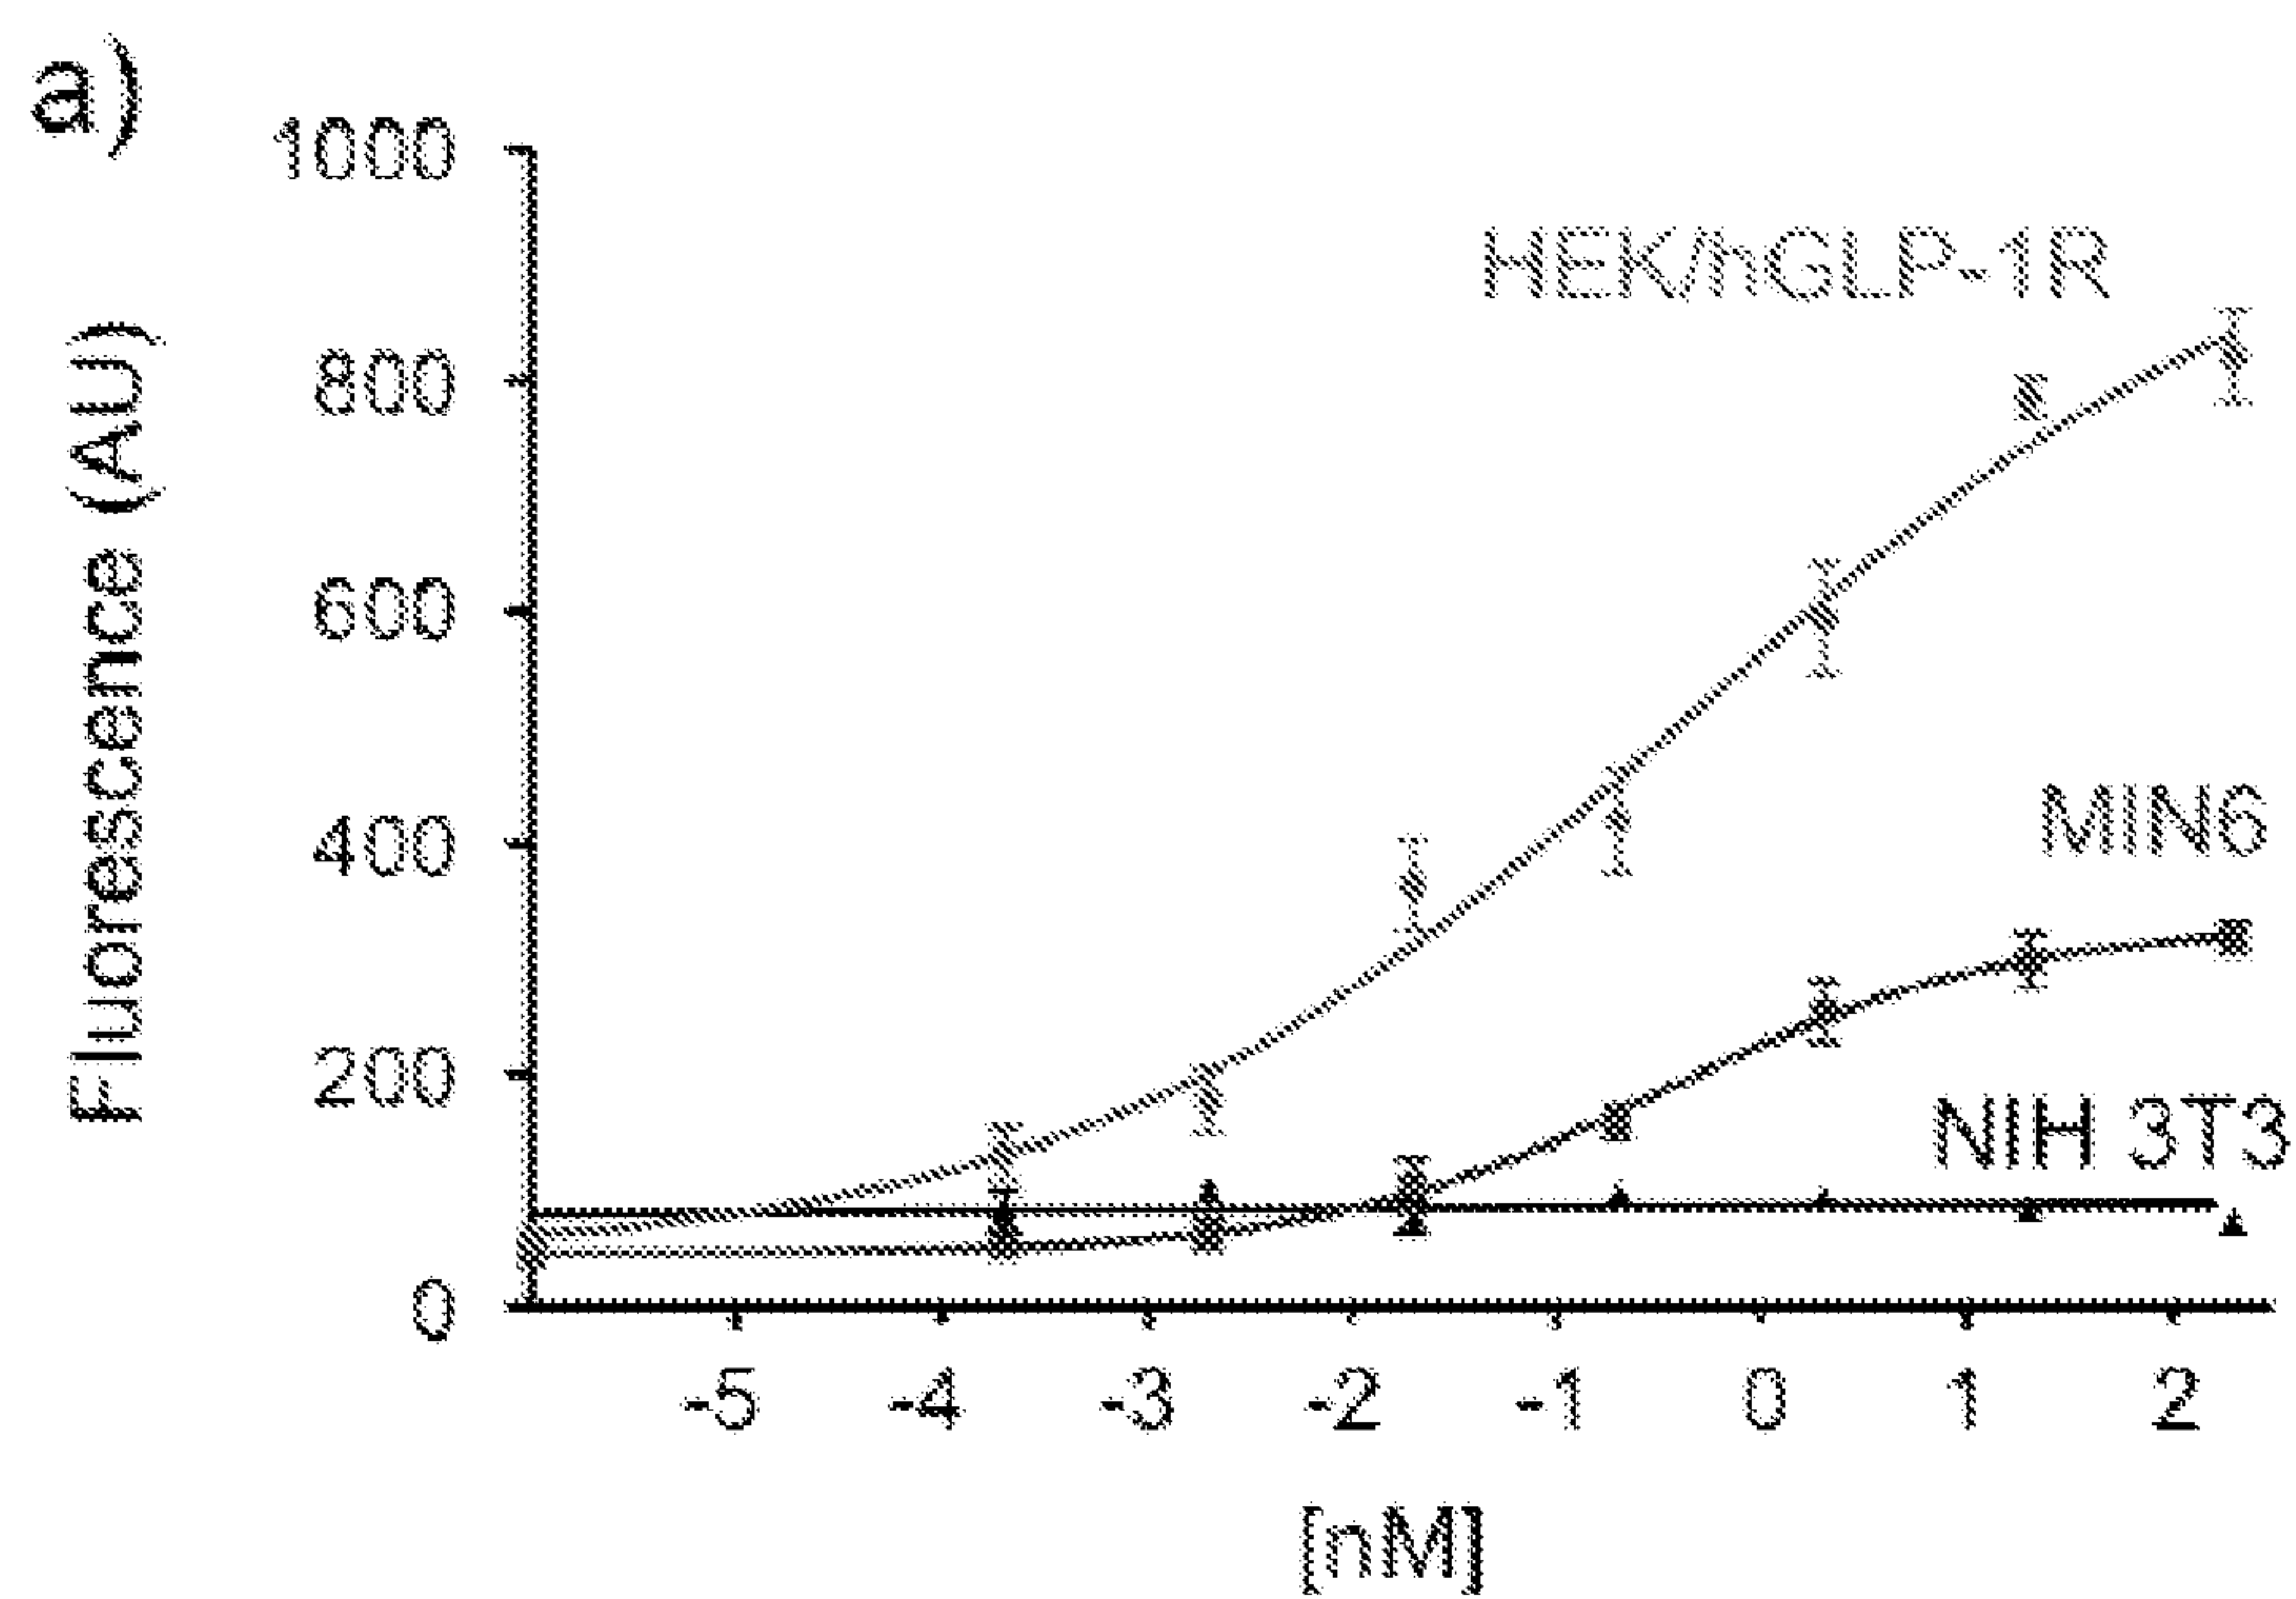 a)
1000
800
600
400
200
0
Fluorescence (AU)
HEK/hGLP-1R
MIN6
NIH 3T3
-5 -4 -3 -2 -1 0 1 2
[nM]